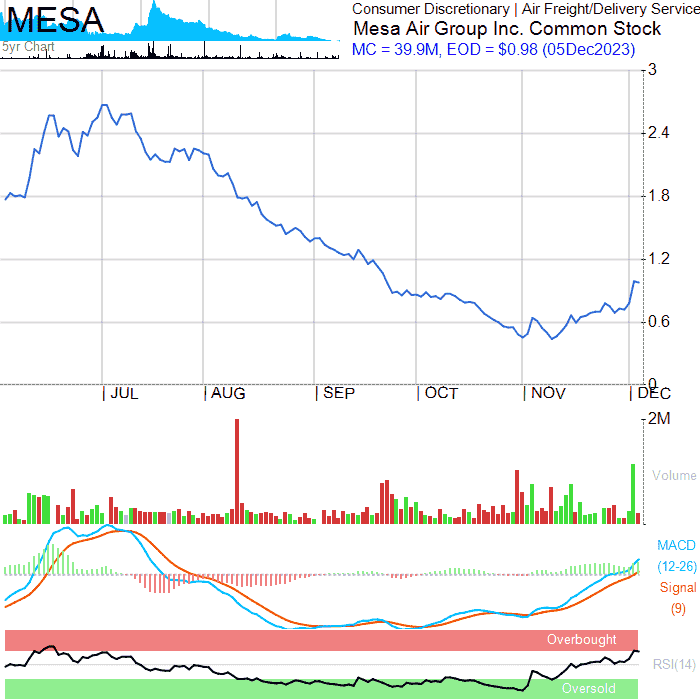 MESA
5yr Chart
Consumer Discretionary | Air Freight/Delivery Service
Mesa Air Group Inc. Common Stock
MC = 39.9M, EOD = $0.98 (05Dec2023)
3
2.4
1.8
1.2
0.6
0
| JUL | AUG | SEP | OCT | NOV | DEC
2M
Volume
MACD
(12-26)
Signal
(9)
Overbought
RSI(14)
Oversold